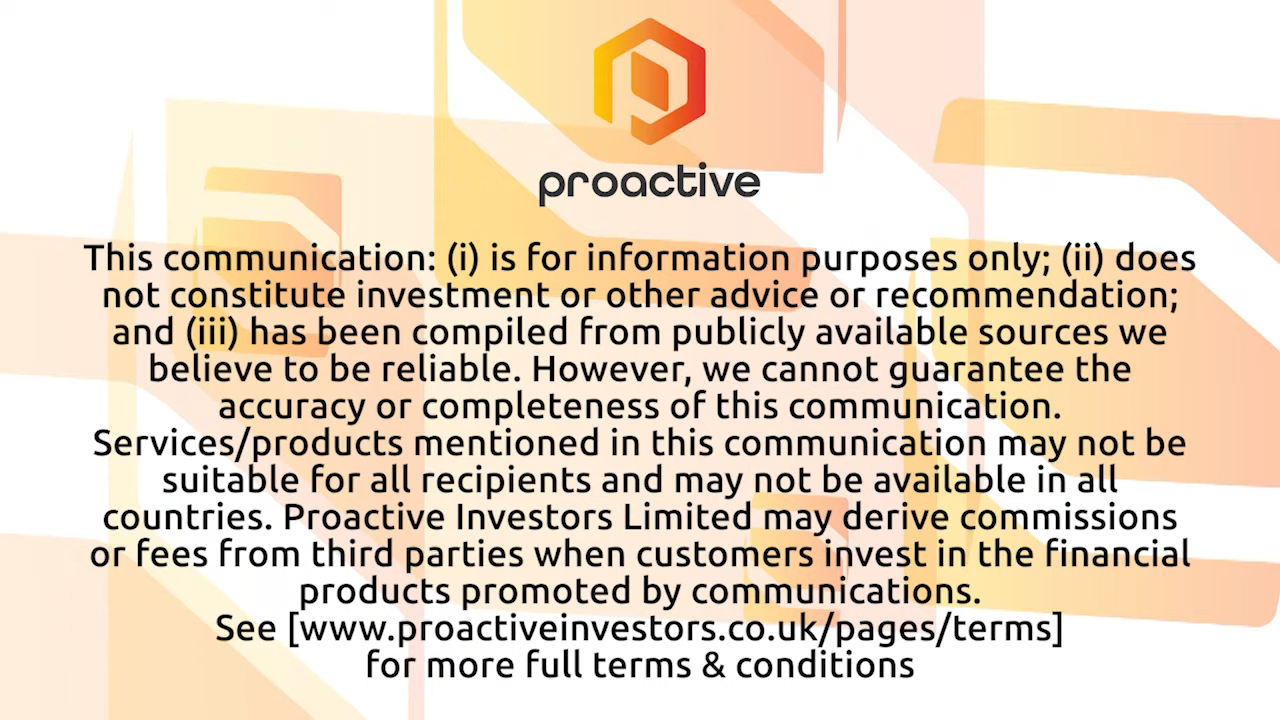 proactive
This communication: (i) is for information purposes only; (ii) does
not constitute investment or other advice or recommendation;
and (iii) has been compiled from publicly available sources we
believe to be reliable. However, we cannot guarantee the
accuracy or completeness of this communication.
Services/products mentioned in this communication may not be
suitable for all recipients and may not be available in all
countries. Proactive Investors Limited may derive commissions
or fees from third parties when customers invest in the financial
products promoted by communications.
See [www.proactiveinvestors.co.uk/pages/terms]
for more full terms & conditions